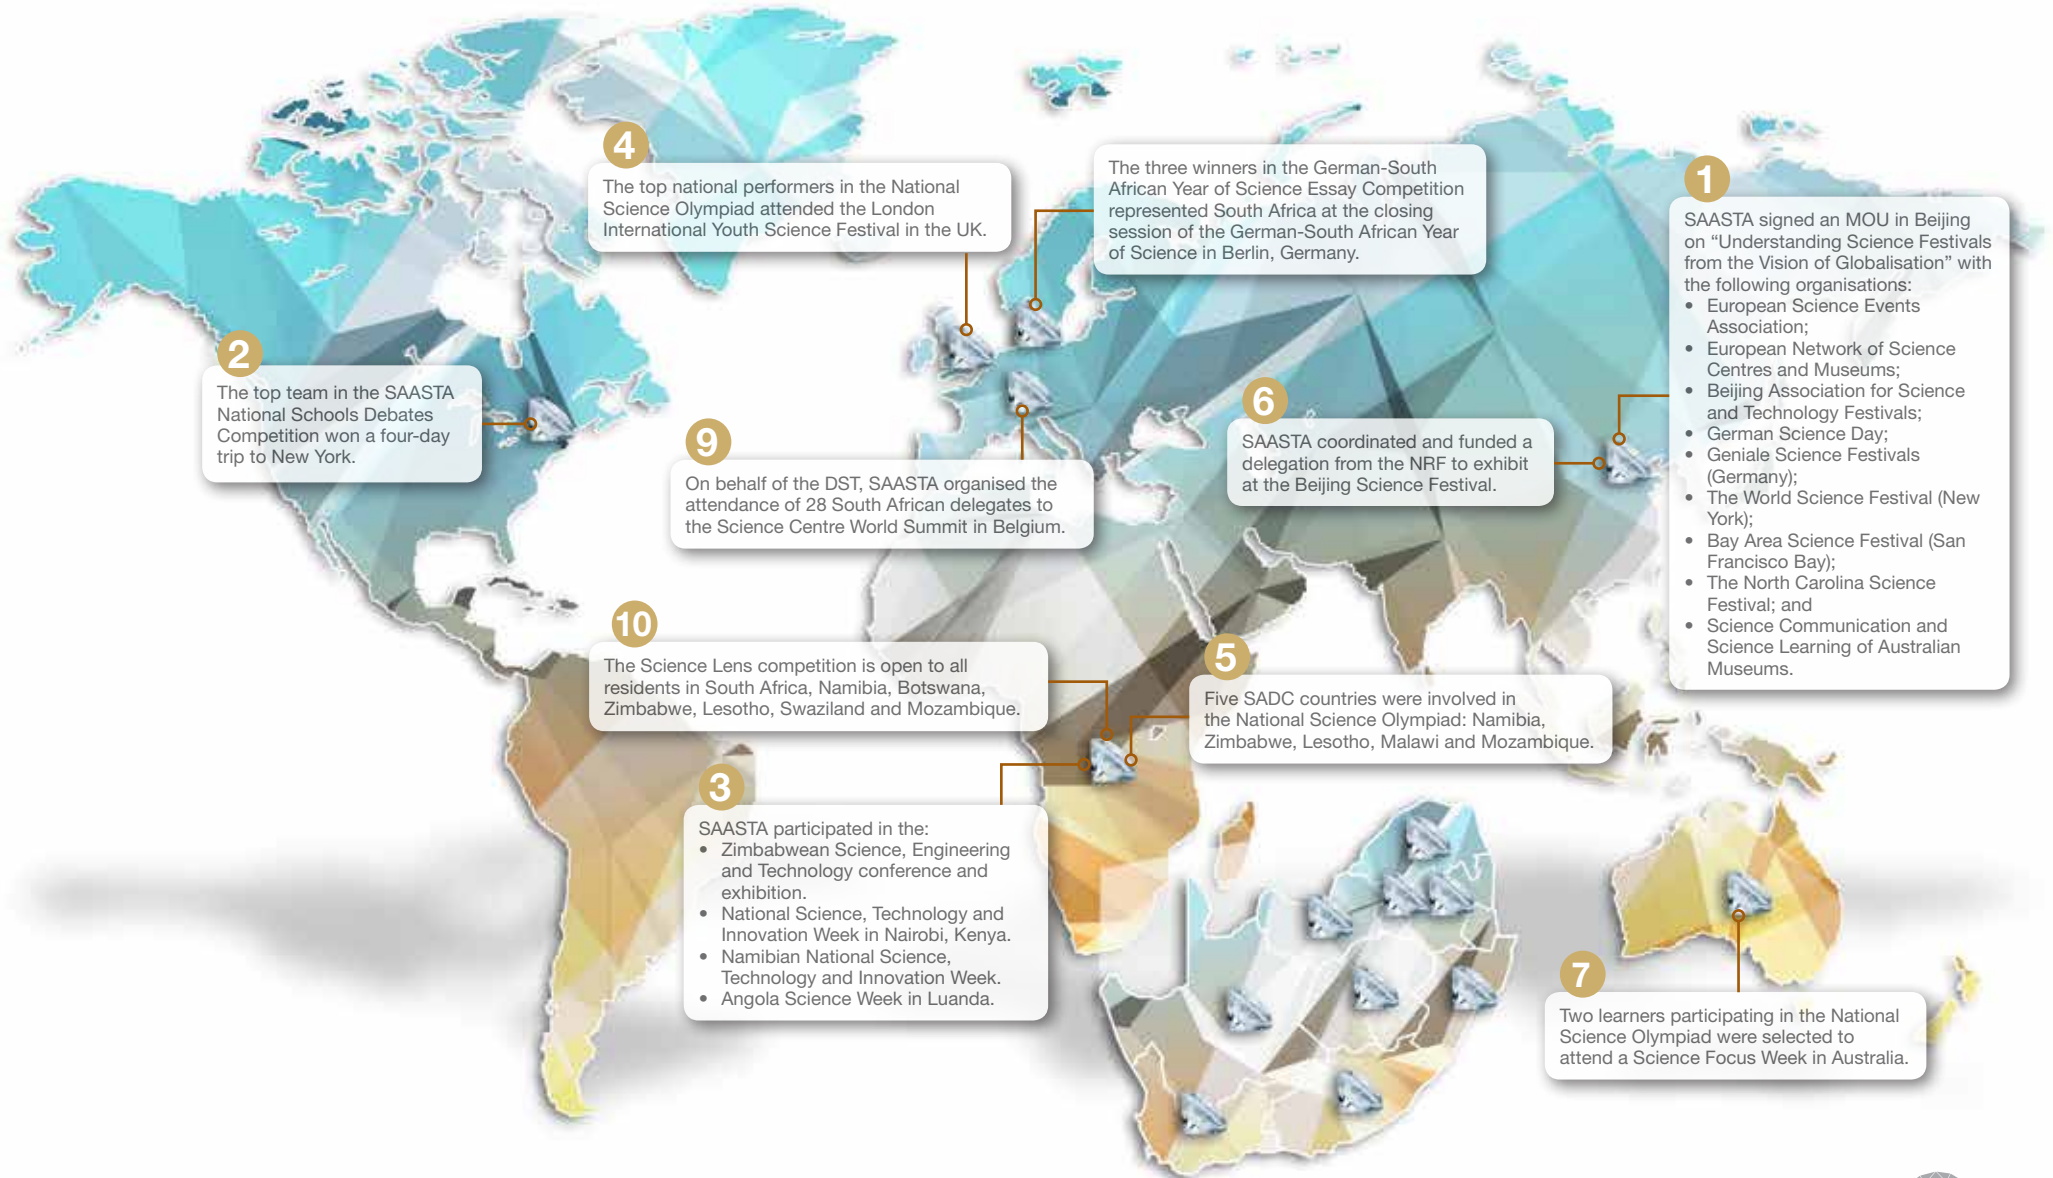 4
The top national performers in the National
Science Olympiad attended the London
International Youth Science Festival in the UK.
The three winners in the German-South
African Year of Science Essay Competition
represented South Africa at the closing
session of the German-South African Year
of Science in Berlin, Germany.
1
SAASTA signed an MOU in Beijing
on “Understanding Science Festivals
from the Vision of Globalisation” with
the following organisations:
• European Science Events
Association;
• European Network of Science
Centres and Museums;
• Beijing Association for Science
and Technology Festivals;
• German Science Day;
• Geniale Science Festivals
(Germany);
• The World Science Festival (New
York);
• Bay Area Science Festival (San
Francisco Bay);
• The North Carolina Science
Festival; and
• Science Communication and
Science Learning of Australian
Museums.
2
The top team in the SAASTA
National Schools Debates
Competition won a four-day
trip to New York.
9
On behalf of the DST, SAASTA organised the
attendance of 28 South African delegates to
the Science Centre World Summit in Belgium.
6
SAASTA coordinated and funded a
delegation from the NRF to exhibit
at the Beijing Science Festival.
10
The Science Lens competition is open to all
residents in South Africa, Namibia, Botswana,
Zimbabwe, Lesotho, Swaziland and Mozambique.
5
Five SADC countries were involved in
the National Science Olympiad: Namibia,
Zimbabwe, Lesotho, Malawi and Mozambique.
3
SAASTA participated in the:
• Zimbabwean Science, Engineering
and Technology conference and
exhibition.
• National Science, Technology and
Innovation Week in Nairobi, Kenya.
• Namibian National Science,
Technology and Innovation Week.
• Angola Science Week in Luanda.
7
Two learners participating in the National
Science Olympiad were selected to
attend a Science Focus Week in Australia.